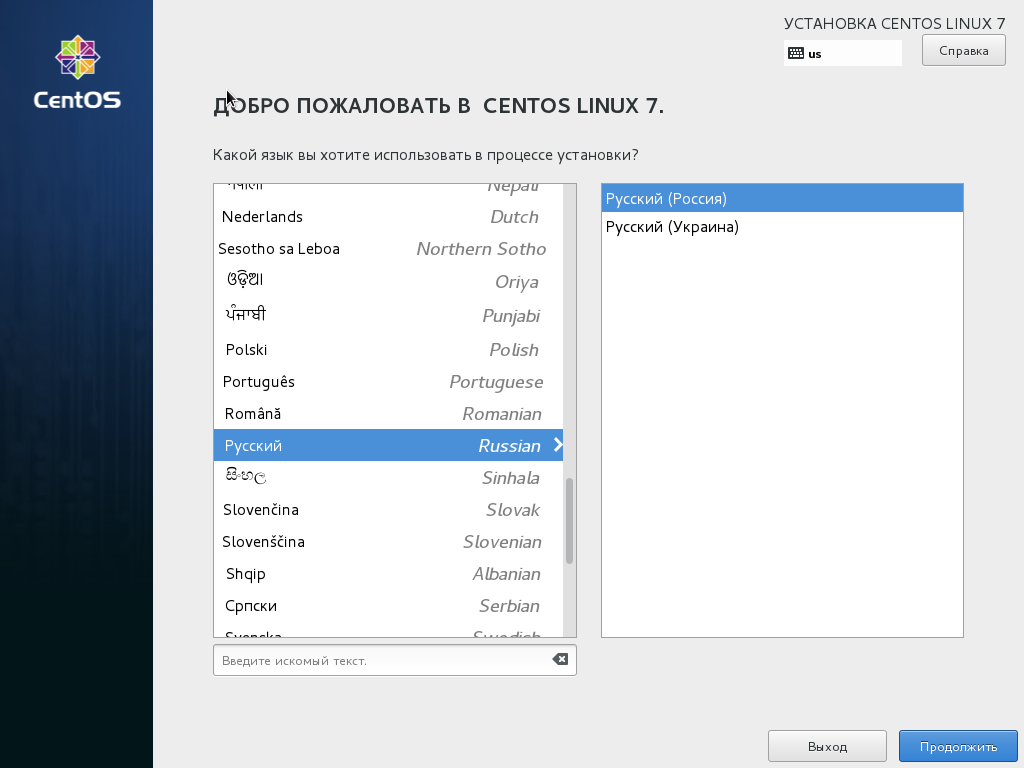 CentOS
УСТАНОВКА CENTOS LINUX 7
us
Справка
ДОБРО ПОЖАЛОВАТЬ В CENTOS LINUX 7.
Какой язык вы хотите использовать в процессе установки?
नेपाली Nepali
Nederlands Dutch
Sesotho sa Leboa Northern Sotho
ଓଡ଼ିଆ Oriya
ਪੰਜਾਬੀ Punjabi
Polski Polish
Português Portuguese
Română Romanian
Русский Russian
සිංහල Sinhala
Slovenčina Slovak
Slovenščina Slovenian
Shqip Albanian
Српски Serbian
Svenska Swedish
Русский (Россия)
Русский (Украина)
Введите искомый текст.
Выход
Продолжить